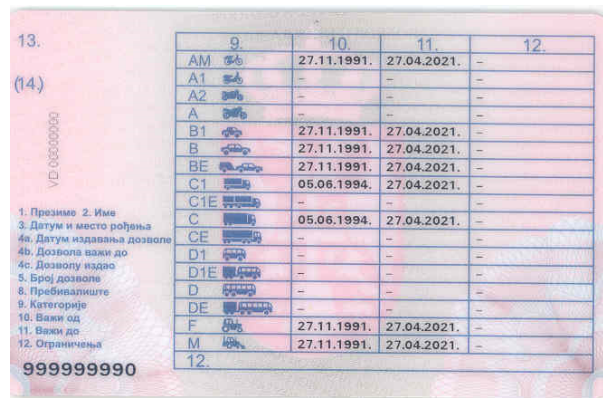 13.
(14.)
VD 00000000
9. 10. 11. 12.
AM 27.11.1991. 27.04.2021. –
A1 – – –
A2 – – –
A – – –
B1 27.11.1991. 27.04.2021. –
B 27.11.1991. 27.04.2021. –
BE 27.11.1991. 27.04.2021. –
C1 05.06.1994. 27.04.2021. –
C1E – – –
C 05.06.1994. 27.04.2021. –
CE – – –
D1 – – –
D1E – – –
D – – –
DE – – –
F 27.11.1991. 27.04.2021. –
M 27.11.1991. 27.04.2021. –
12.
1. Презиме 2. Име
3. Датум и место рођења
4a. Датум издавања дозволе
4b. Дозвола важи до
4c. Дозволу издао
5. Број дозволе
8. Пребивалиште
9. Категорије
10. Важи од
11. Важи до
12. Ограничења
999999990